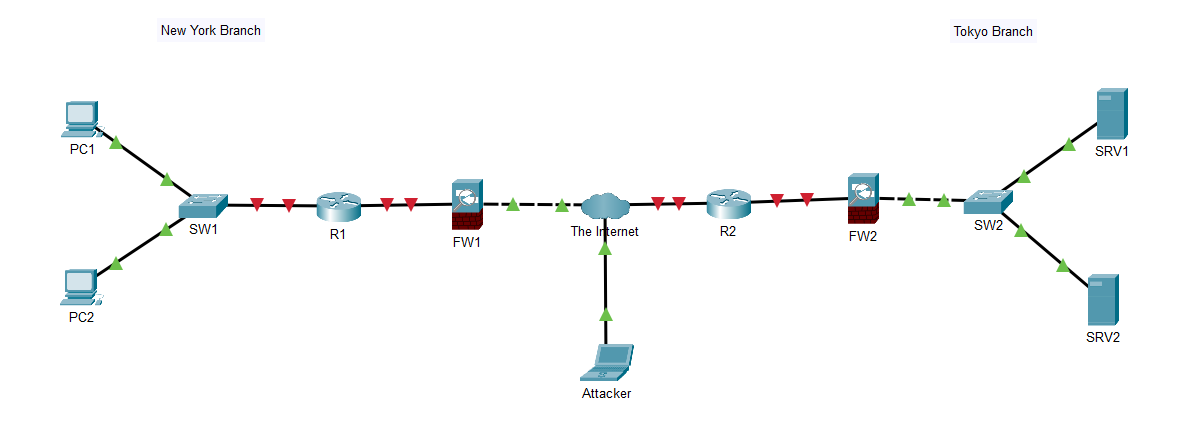 New York Branch
Tokyo Branch
PC1
SRV1
SW1
R1
FW1
The Internet
R2
FW2
SW2
PC2
SRV2
Attacker